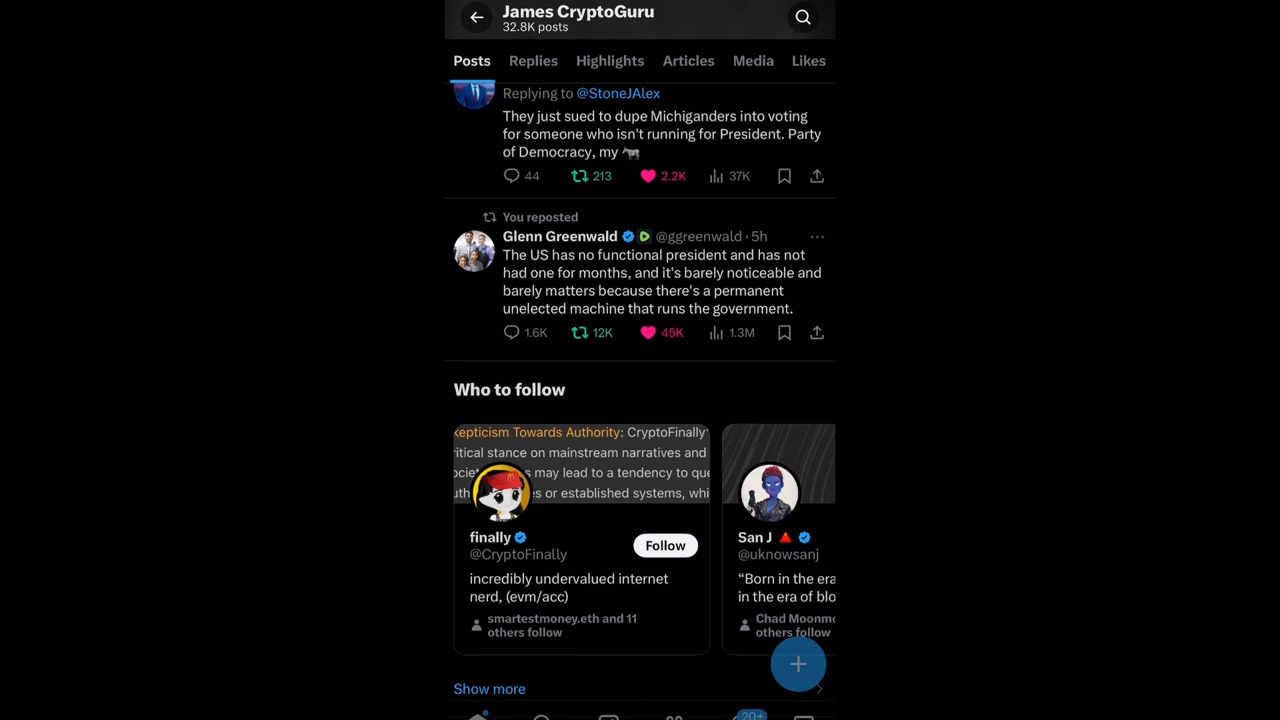 James CryptoGuru
32.8K posts
Posts Replies Highlights Articles Media Likes
Replying to @StoneJAlex
They just sued to dupe Michiganders into voting
for someone who isn't running for President. Party
of Democracy, my 🫏
44 213 2.2K 37K
You reposted
Glenn Greenwald @ggreenwald · 5h
The US has no functional president and has not
had one for months, and it's barely noticeable and
barely matters because there's a permanent
unelected machine that runs the government.
1.6K 12K 45K 1.3M
Who to follow
kepticism Towards Authority: CryptoFinally'
ritical stance on mainstream narratives and
may lead to a tendency to que
es or established systems, whi
finally
@CryptoFinally
Follow
incredibly undervalued internet
nerd, (evm/acc)
smartestmoney.eth and 11
others follow
San J 🔺
@uknowsanj
“Born in the era
in the era of blo
Chad Moonmo
others follow
Show more
20+